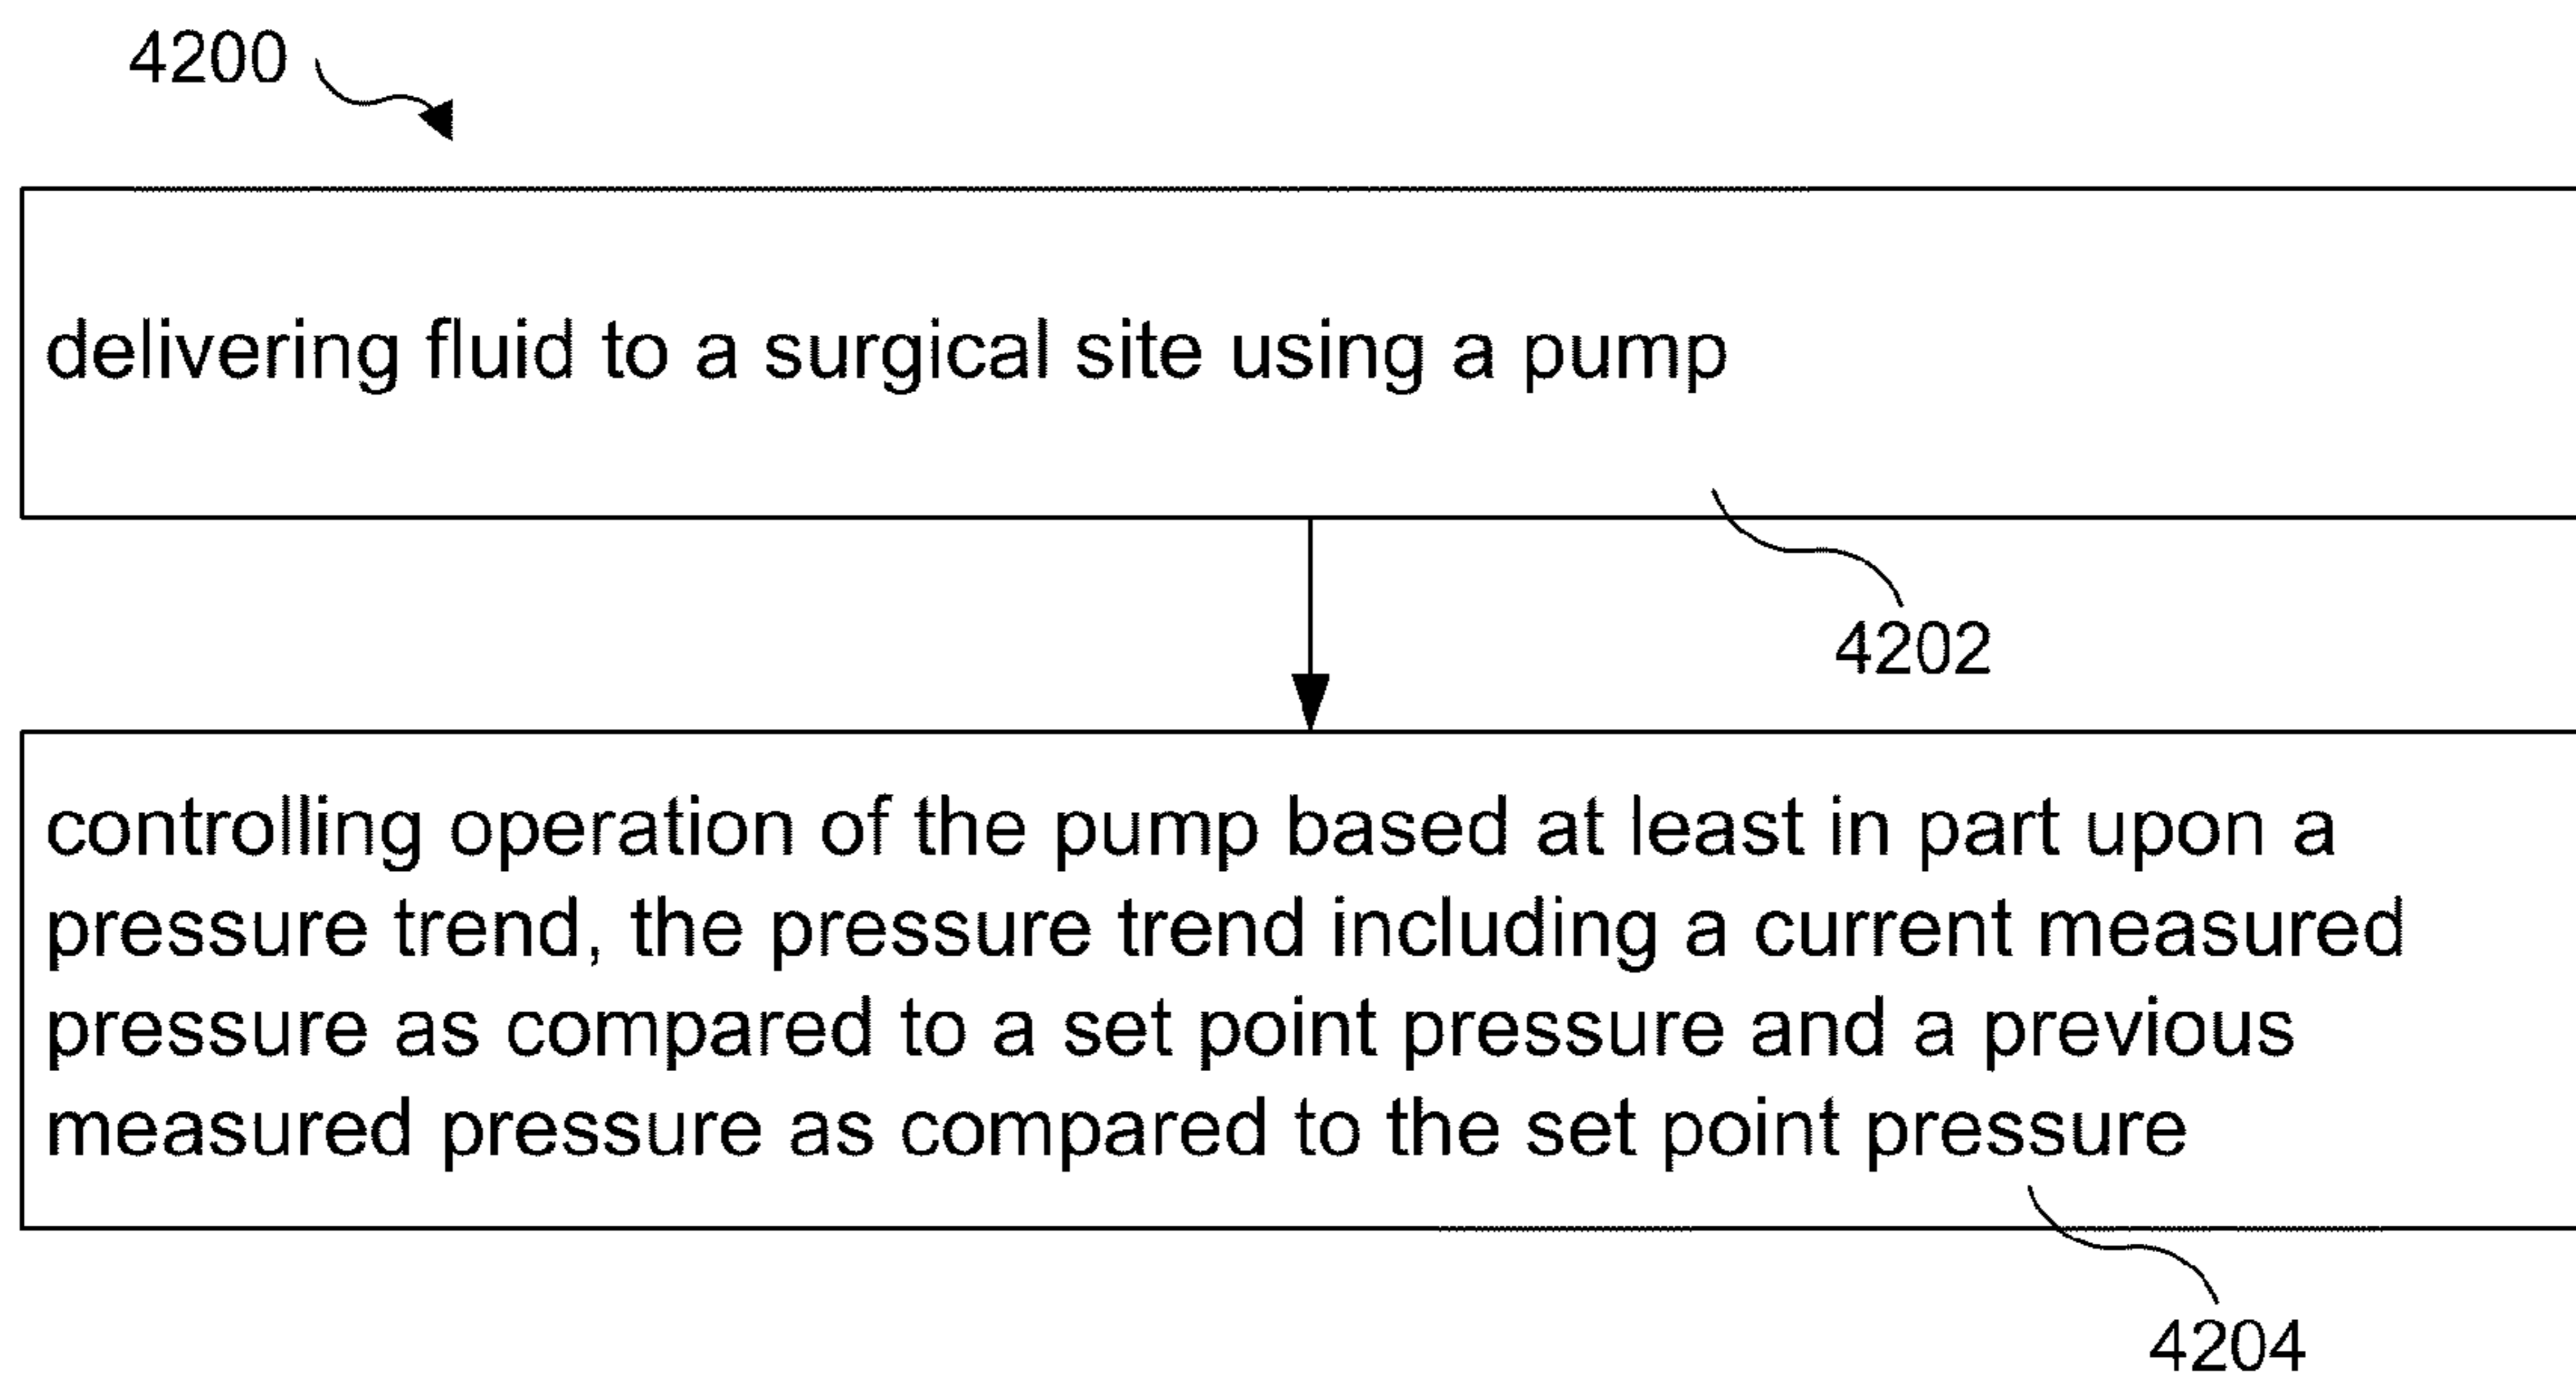 4200
delivering fluid to a surgical site using a pump
4202
controlling operation of the pump based at least in part upon a
pressure trend, the pressure trend including a current measured
pressure as compared to a set point pressure and a previous
measured pressure as compared to the set point pressure
4204